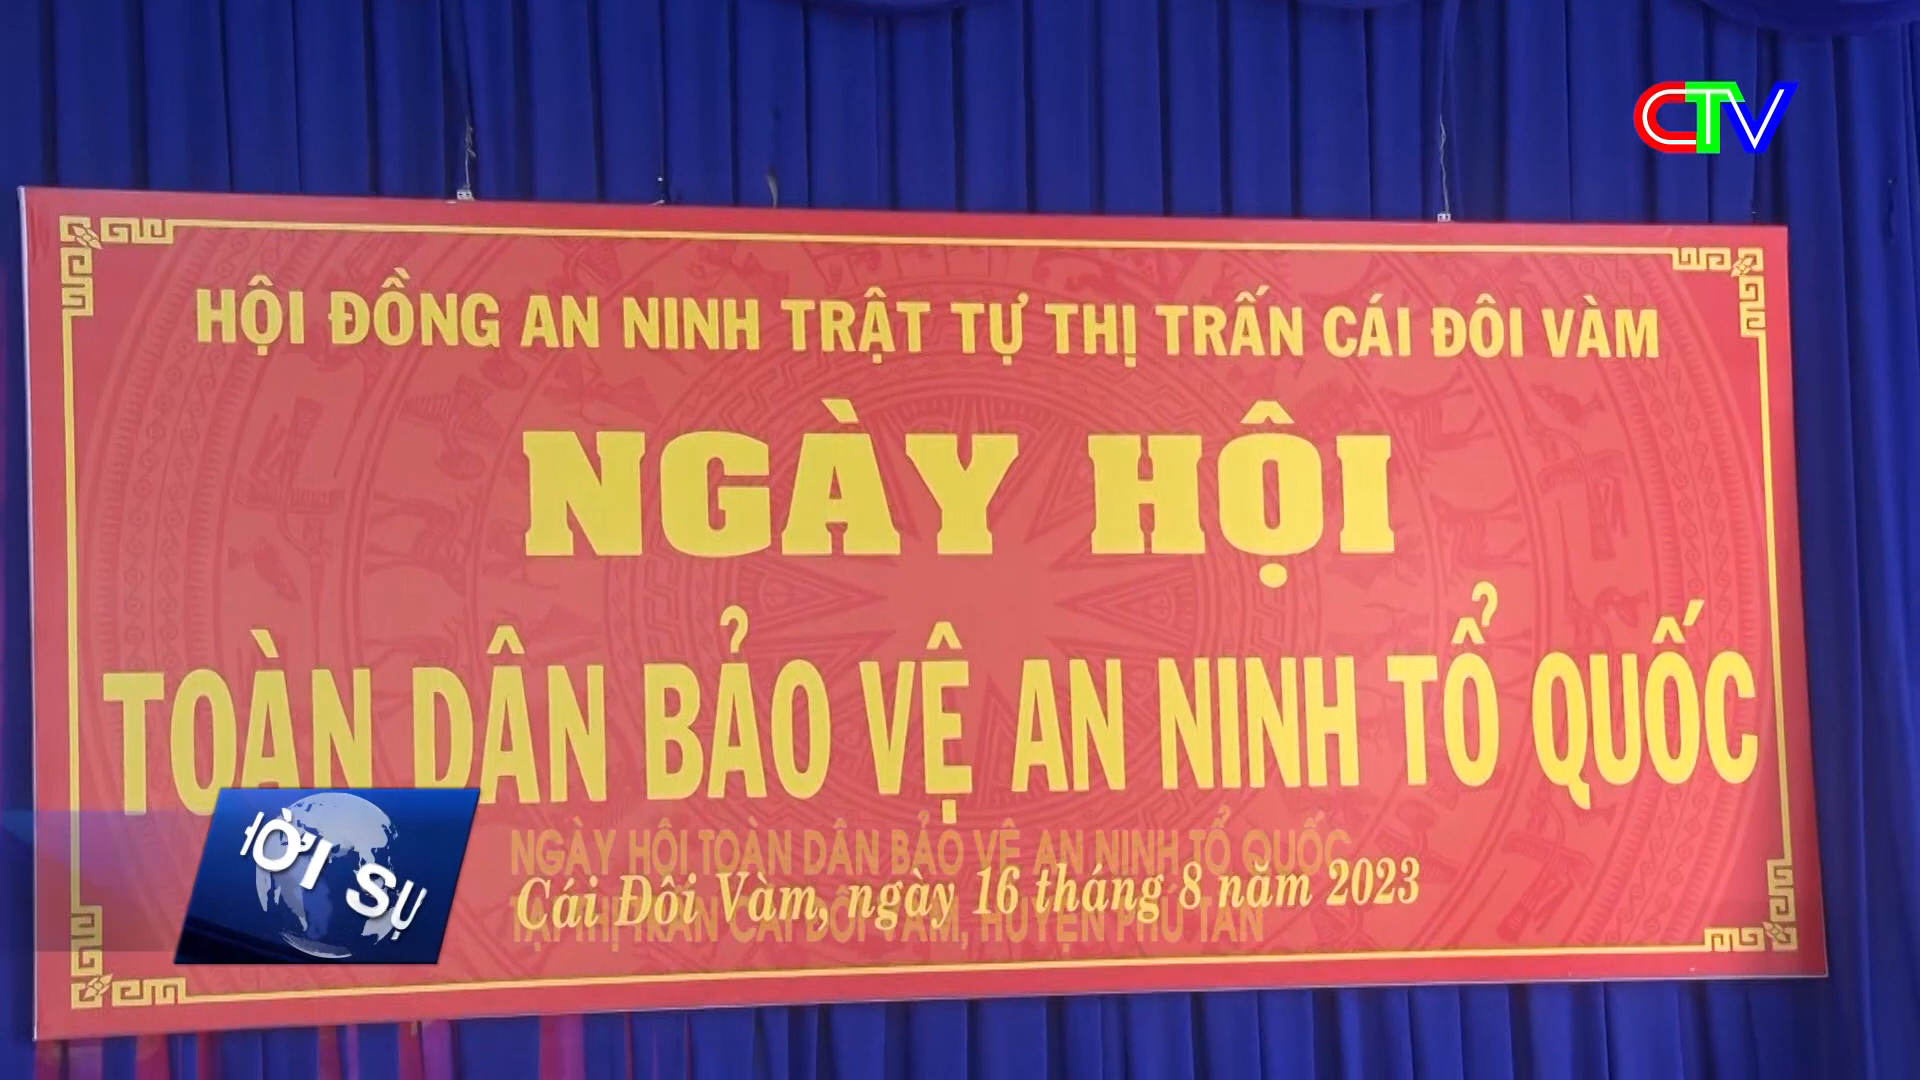 CTV
HỘI ĐỒNG AN NINH TRẬT TỰ THỊ TRẤN CÁI ĐÔI VÀM
NGÀY HỘI
TOÀN DÂN BẢO VỆ AN NINH TỔ QUỐC
NGÀY HỘI TOÀN DÂN BẢO VỆ AN NINH TỔ QUỐC
Cái Đôi Vàm, ngày 16 tháng 8 năm 2023
TẠI THỊ TRẤN CÁI ĐÔI VÀM, HUYỆN PHÚ TÂN
HỜI SỰ